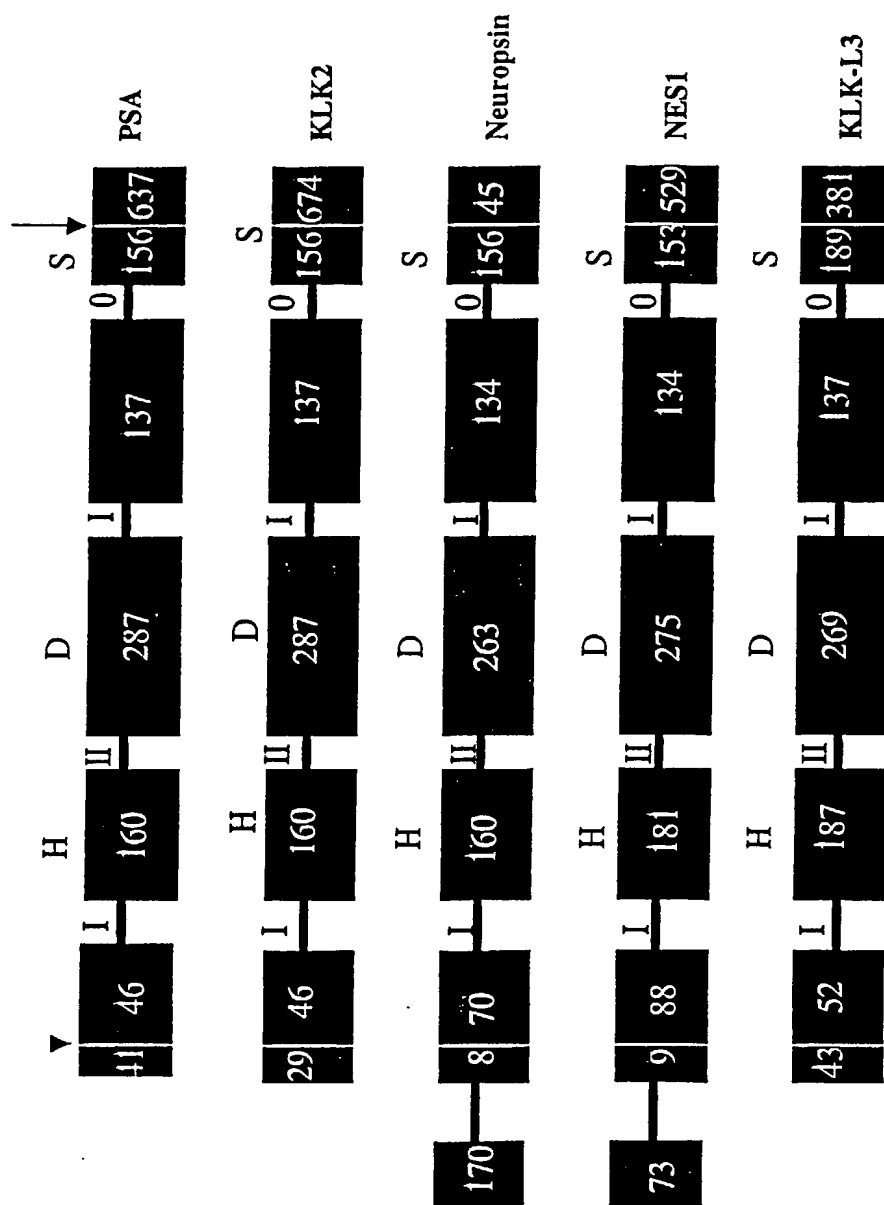 H D S
41 46 I 160 II 287 I 137 0 156 637 PSA
H D S
29 46 I 160 II 287 I 137 0 156 674 KLK2
H D S
170 8 70 I 160 II 263 I 134 0 156 45 Neuropsin
H D S
73 9 88 I 181 II 275 I 134 0 153 529 NES1
H D S
43 52 I 187 II 269 I 137 0 189 381 KLK-L3